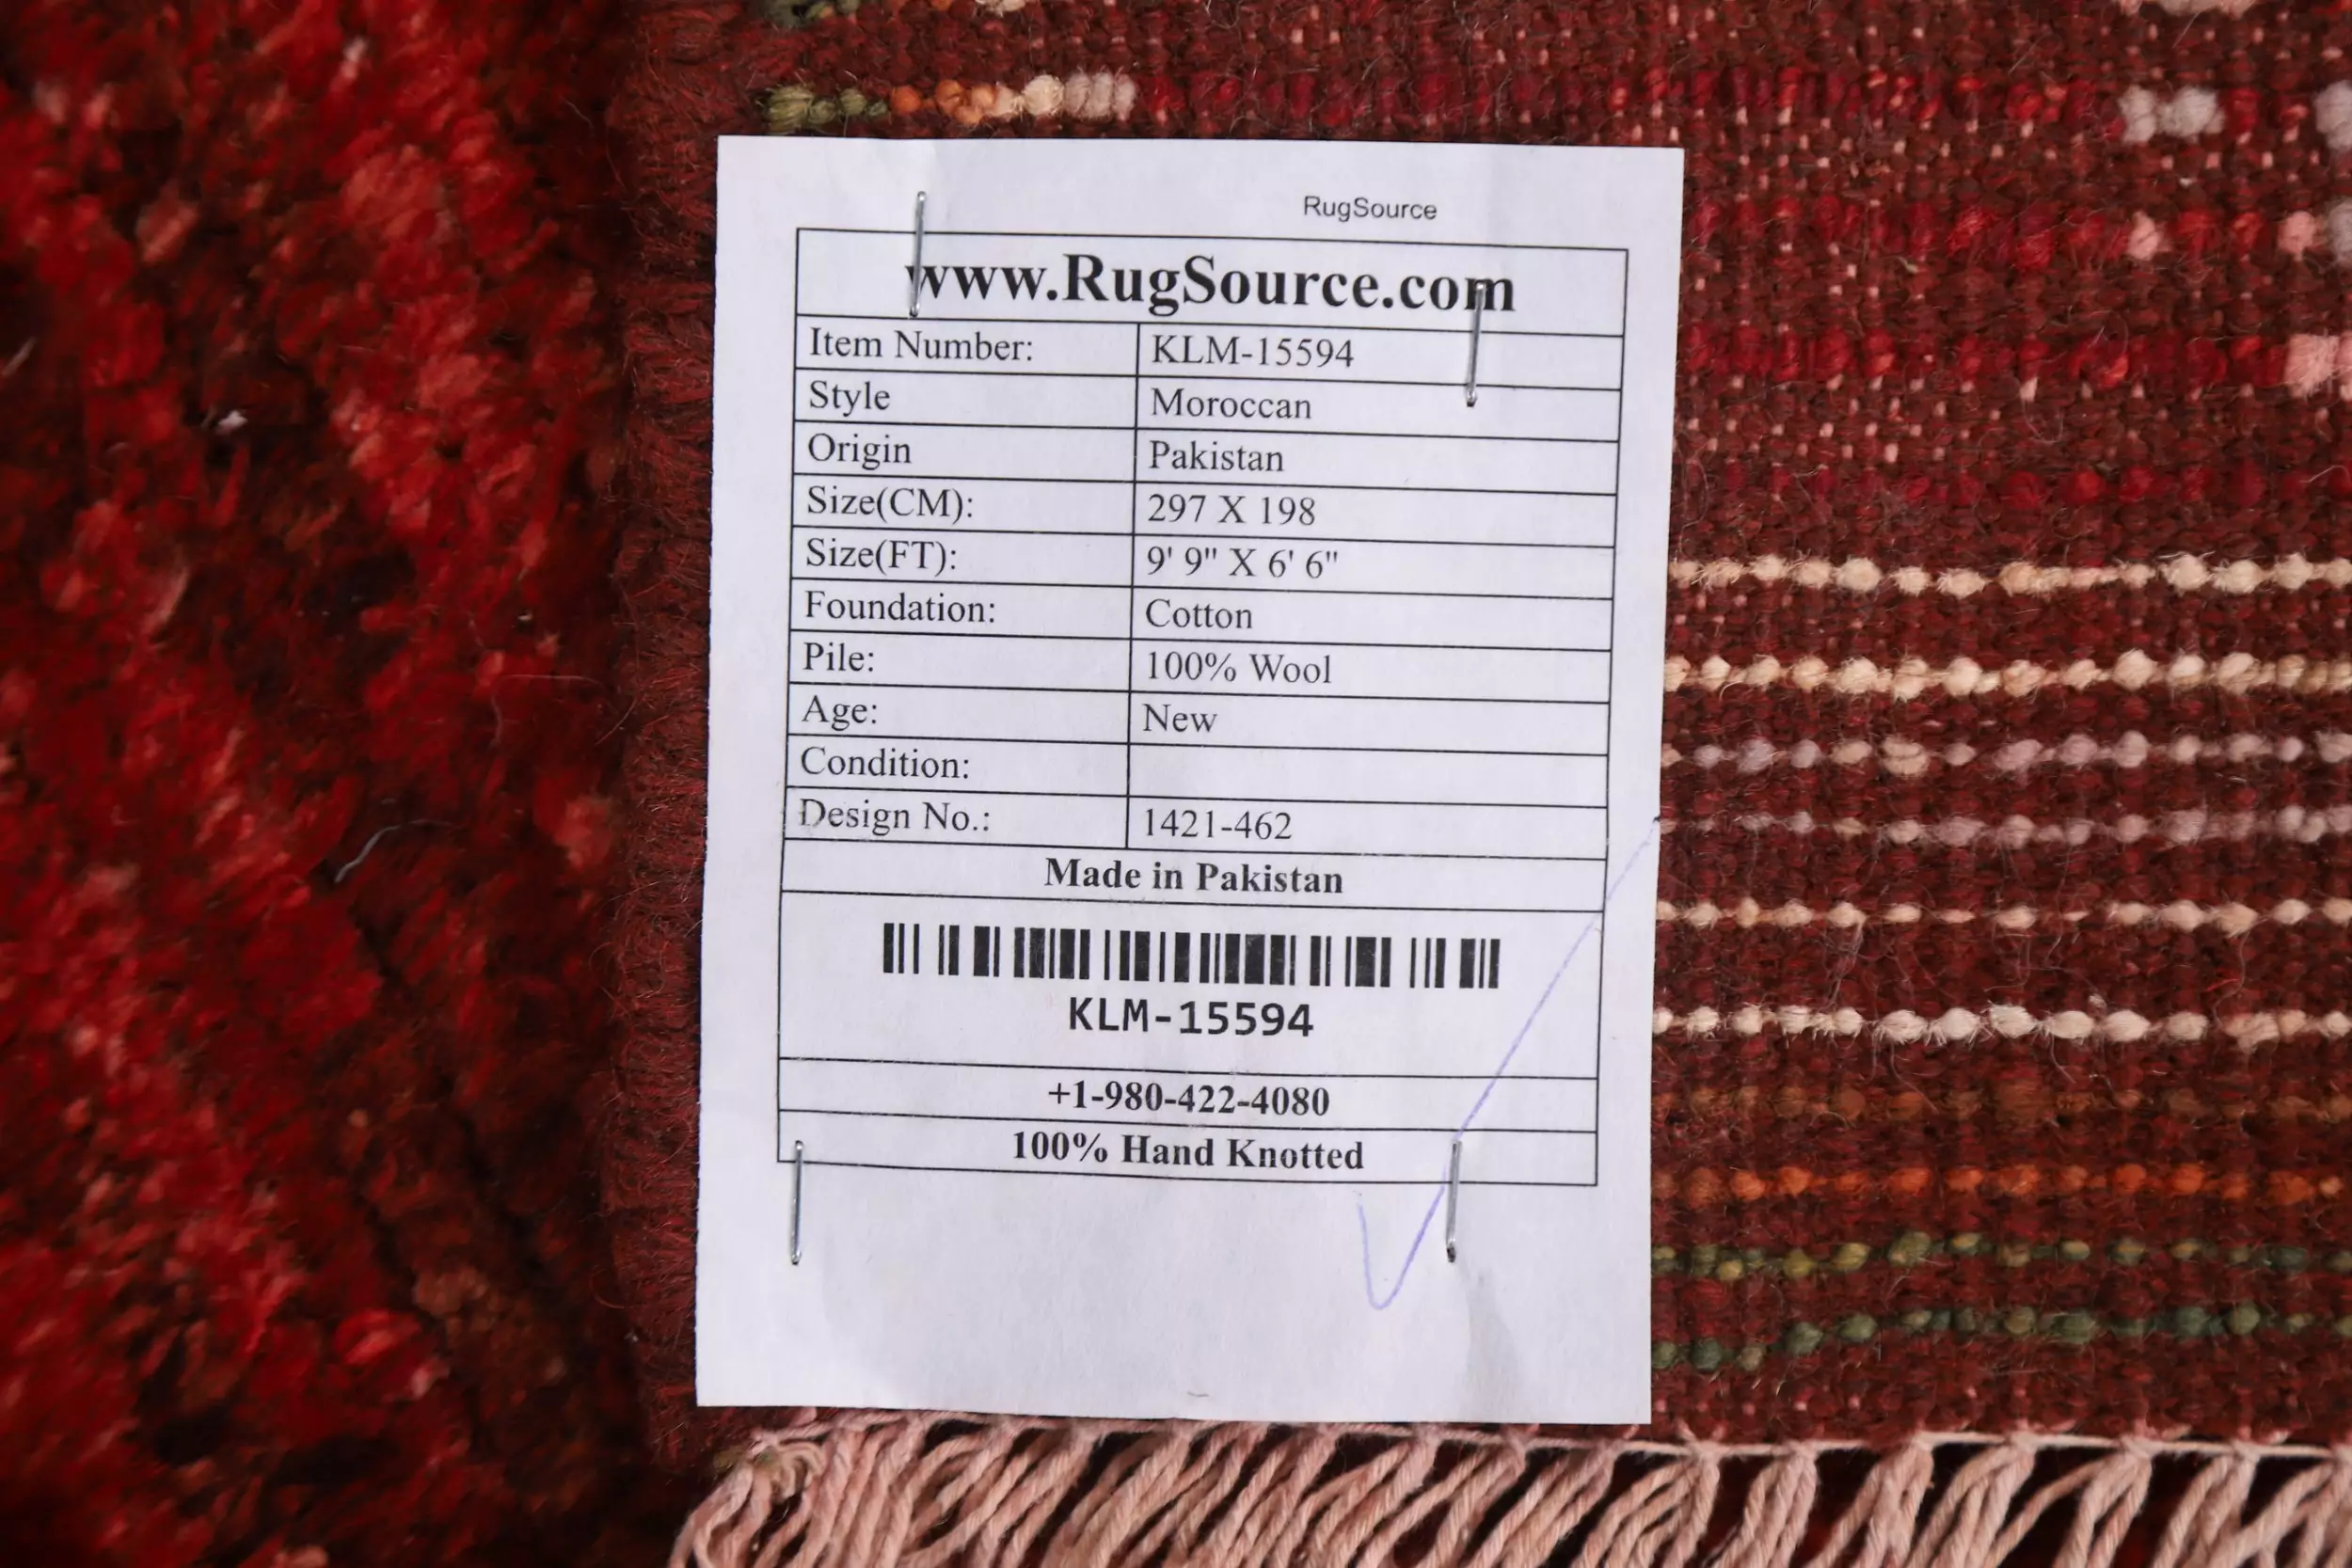 RugSource
www.RugSource.com
Item Number: KLM-15594
Style Moroccan
Origin Pakistan
Size(CM): 297 X 198
Size(FT): 9' 9" X 6' 6"
Foundation: Cotton
Pile: 100% Wool
Age: New
Condition:
Design No.: 1421-462
Made in Pakistan
KLM-15594
+1-980-422-4080
100% Hand Knotted